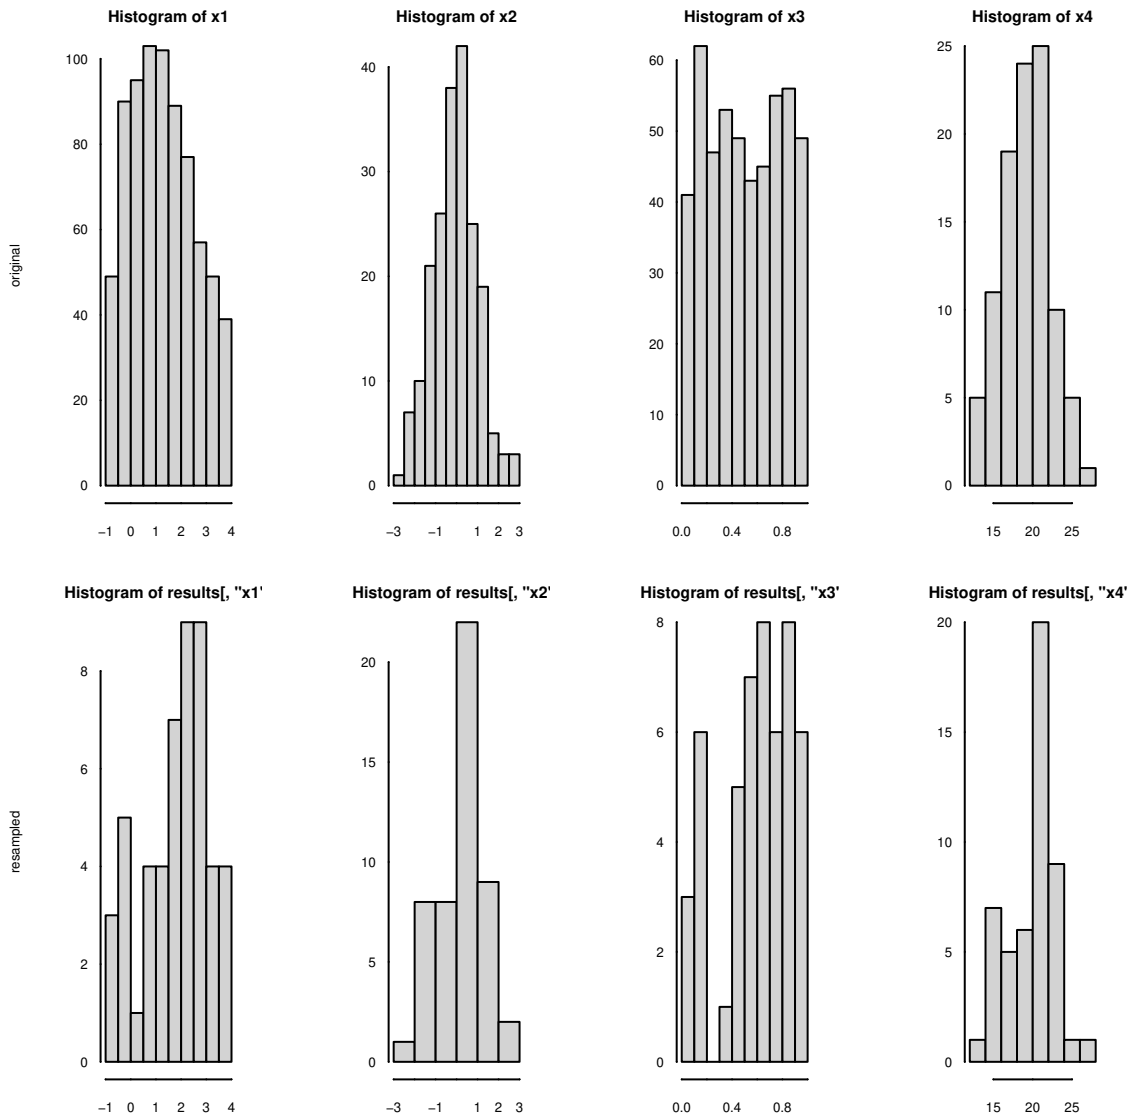 Histogram of x1
Histogram of x2
Histogram of x3
Histogram of x4
original
0 20 40 60 80 100
−1 0 1 2 3 4
0 10 20 30 40
−3 −1 1 2 3
0 10 20 30 40 50 60
0.0 0.4 0.8
0 5 10 15 20 25
15 20 25
Histogram of results[, "x1'
Histogram of results[, "x2'
Histogram of results[, "x3'
Histogram of results[, "x4'
resampled
0 2 4 6 8
−1 0 1 2 3 4
0 5 10 15 20
−3 −1 1 2 3
0 2 4 6 8
0.0 0.4 0.8
0 5 10 15 20
15 20 25